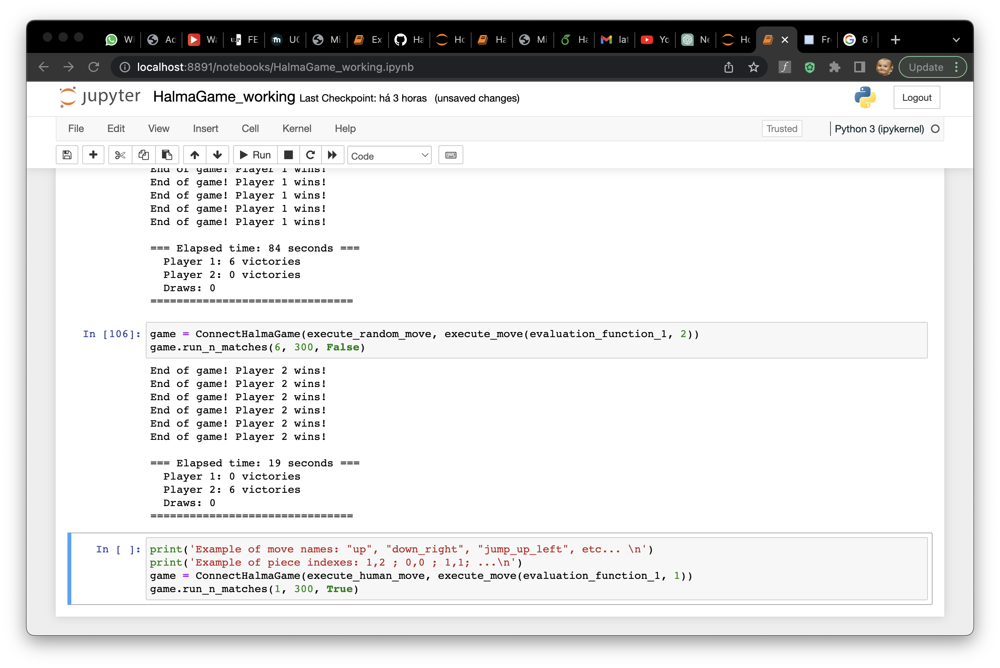 Wl
Ad
Wa
U.P FE
m UC
Mi
Ex
Ha
Hc
Ha
Mi
Ha
lat
Yo
Ne
Hc
Fr
6
localhost:8891/notebooks/HalmaGame_working.ipynb
f
Update
jupyter HalmaGame_working Last Checkpoint: há 3 horas (unsaved changes)
Logout
File Edit View Insert Cell Kernel Help
Trusted
Python 3 (ipykernel)
Run
Code
End of game! Player 1 wins!
End of game! Player 1 wins!
End of game! Player 1 wins!
End of game! Player 1 wins!
End of game! Player 1 wins!
=== Elapsed time: 84 seconds ===
Player 1: 6 victories
Player 2: 0 victories
Draws: 0
===============================
In [106]: game = ConnectHalmaGame(execute_random_move, execute_move(evaluation_function_1, 2))
game.run_n_matches(6, 300, False)
End of game! Player 2 wins!
End of game! Player 2 wins!
End of game! Player 2 wins!
End of game! Player 2 wins!
End of game! Player 2 wins!
End of game! Player 2 wins!
=== Elapsed time: 19 seconds ===
Player 1: 0 victories
Player 2: 6 victories
Draws: 0
===============================
In [ ]: print('Example of move names: "up", "down_right", "jump_up_left", etc... \n')
print('Example of piece indexes: 1,2 ; 0,0 ; 1,1; ...\n')
game = ConnectHalmaGame(execute_human_move, execute_move(evaluation_function_1, 1))
game.run_n_matches(1, 300, True)